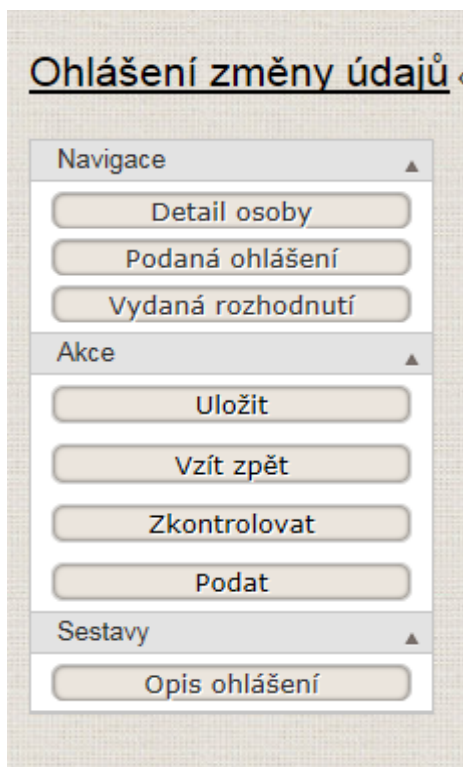 Ohlášení změny údajů
Navigace
Detail osoby
Podaná ohlášení
Vydaná rozhodnutí
Akce
Uložit
Vzít zpět
Zkontrolovat
Podat
Sestavy
Opis ohlášení